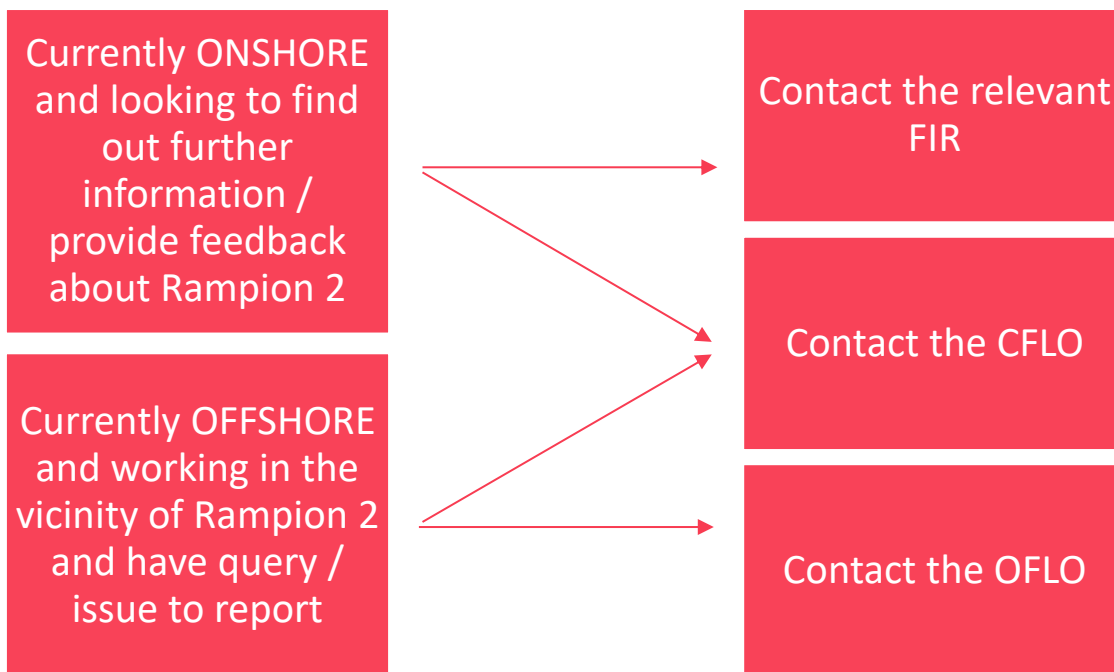 Currently ONSHORE
and looking to find
out further
information /
provide feedback
about Rampion 2
Currently OFFSHORE
and working in the
vicinity of Rampion 2
and have query /
issue to report
Contact the relevant
FIR
Contact the CFLO
Contact the OFLO